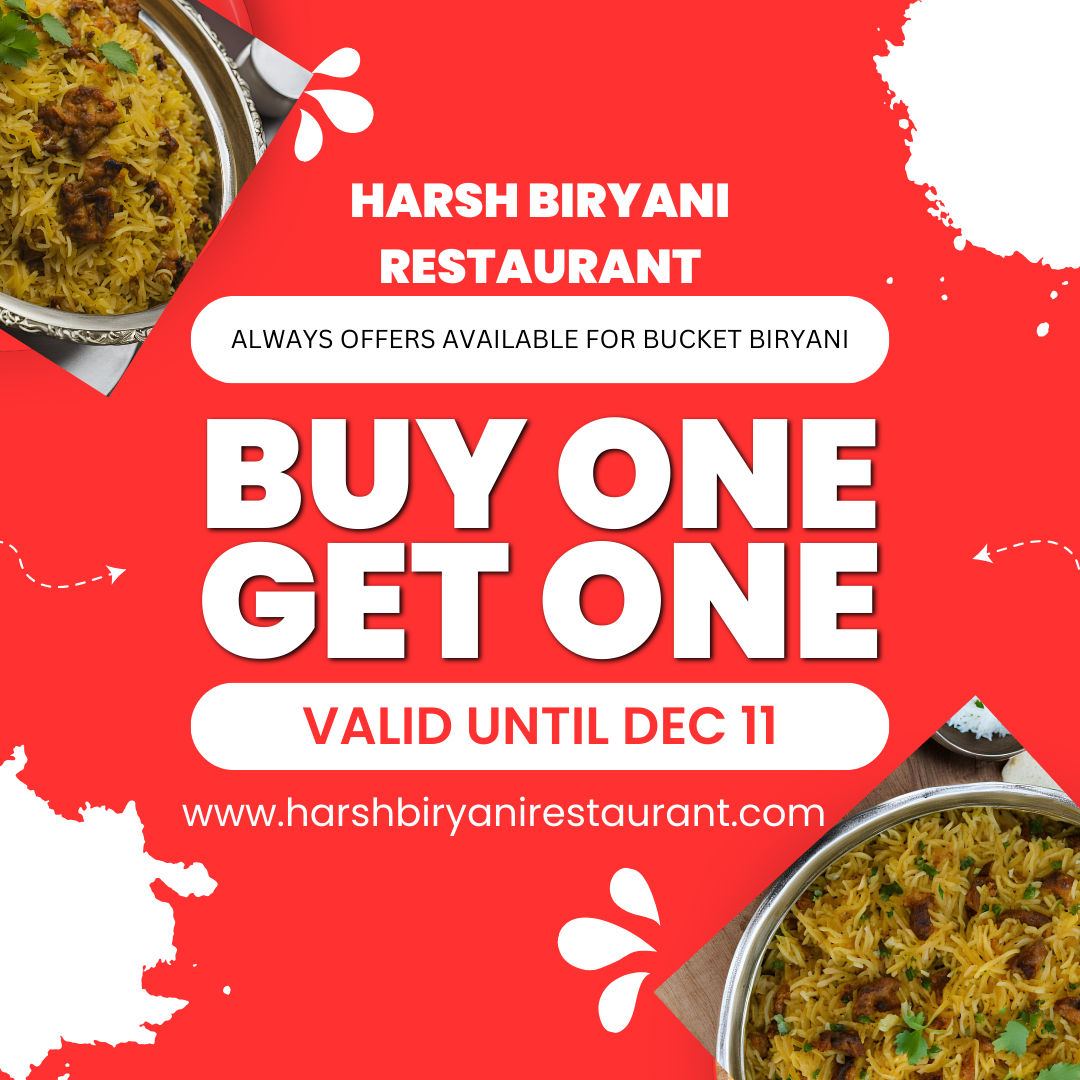 HARSH BIRYANI
RESTAURANT
ALWAYS OFFERS AVAILABLE FOR BUCKET BIRYANI
BUY ONE
GET ONE
VALID UNTIL DEC 11
www.harshbiryanirestaurant.com